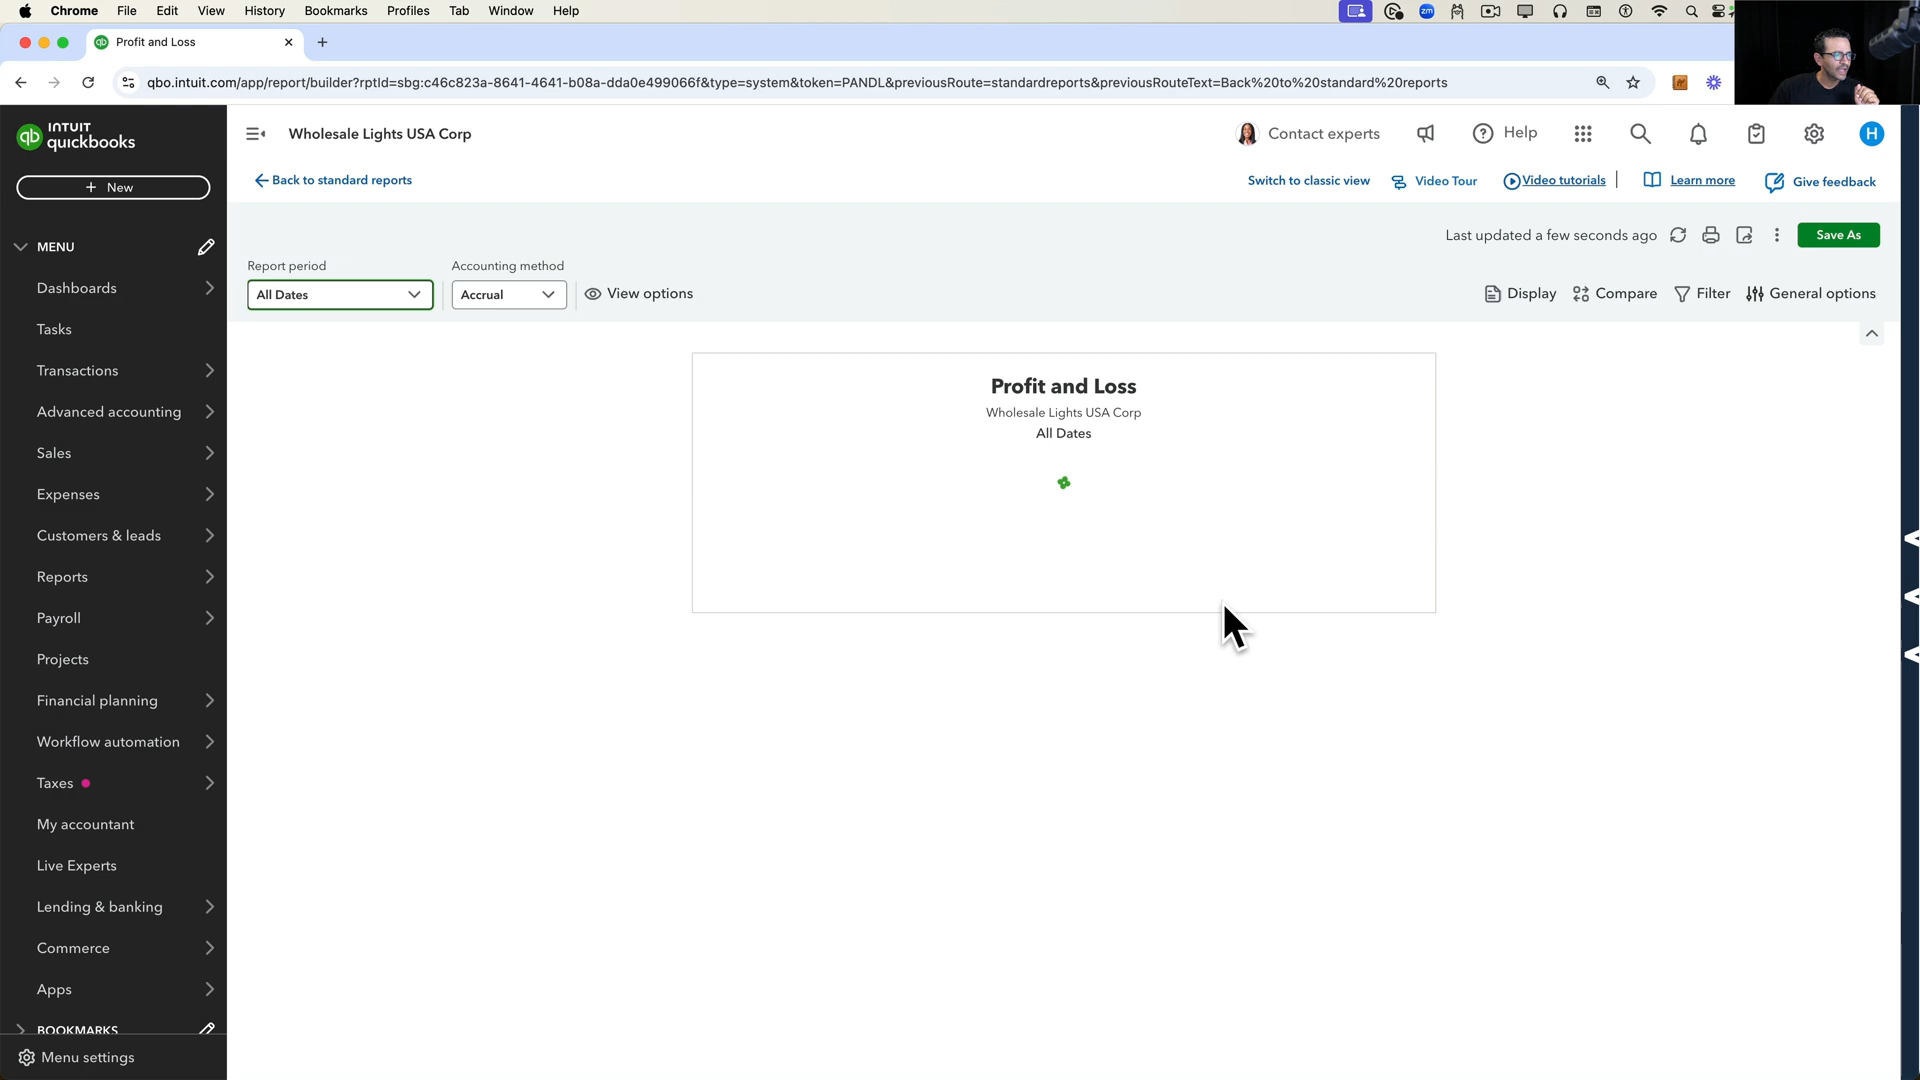 Chrome File Edit View History Bookmarks Profiles Tab Window Help
zm
qb Profit and Loss
qbo.intuit.com/app/report/builder?rptId=sbg:c46c823a-8641-4641-b08a-dda0e499066f&type=system&token=PANDL&previousRoute=standardreports&previousRouteText=Back%20to%20standard%20reports
INTUIT
quickbooks
Wholesale Lights USA Corp
Contact experts
Help
H
+ New
Back to standard reports
Switch to classic view
Video Tour
Video tutorials
Learn more
Give feedback
Last updated a few seconds ago
Save As
Report period
Accounting method
All Dates
Accrual
View options
Display
Compare
Filter
General options
MENU
Dashboards
Tasks
Transactions
Advanced accounting
Sales
Expenses
Customers & leads
Reports
Payroll
Projects
Financial planning
Workflow automation
Taxes
My accountant
Live Experts
Lending & banking
Commerce
Apps
BOOKMARKS
Menu settings
Profit and Loss
Wholesale Lights USA Corp
All Dates